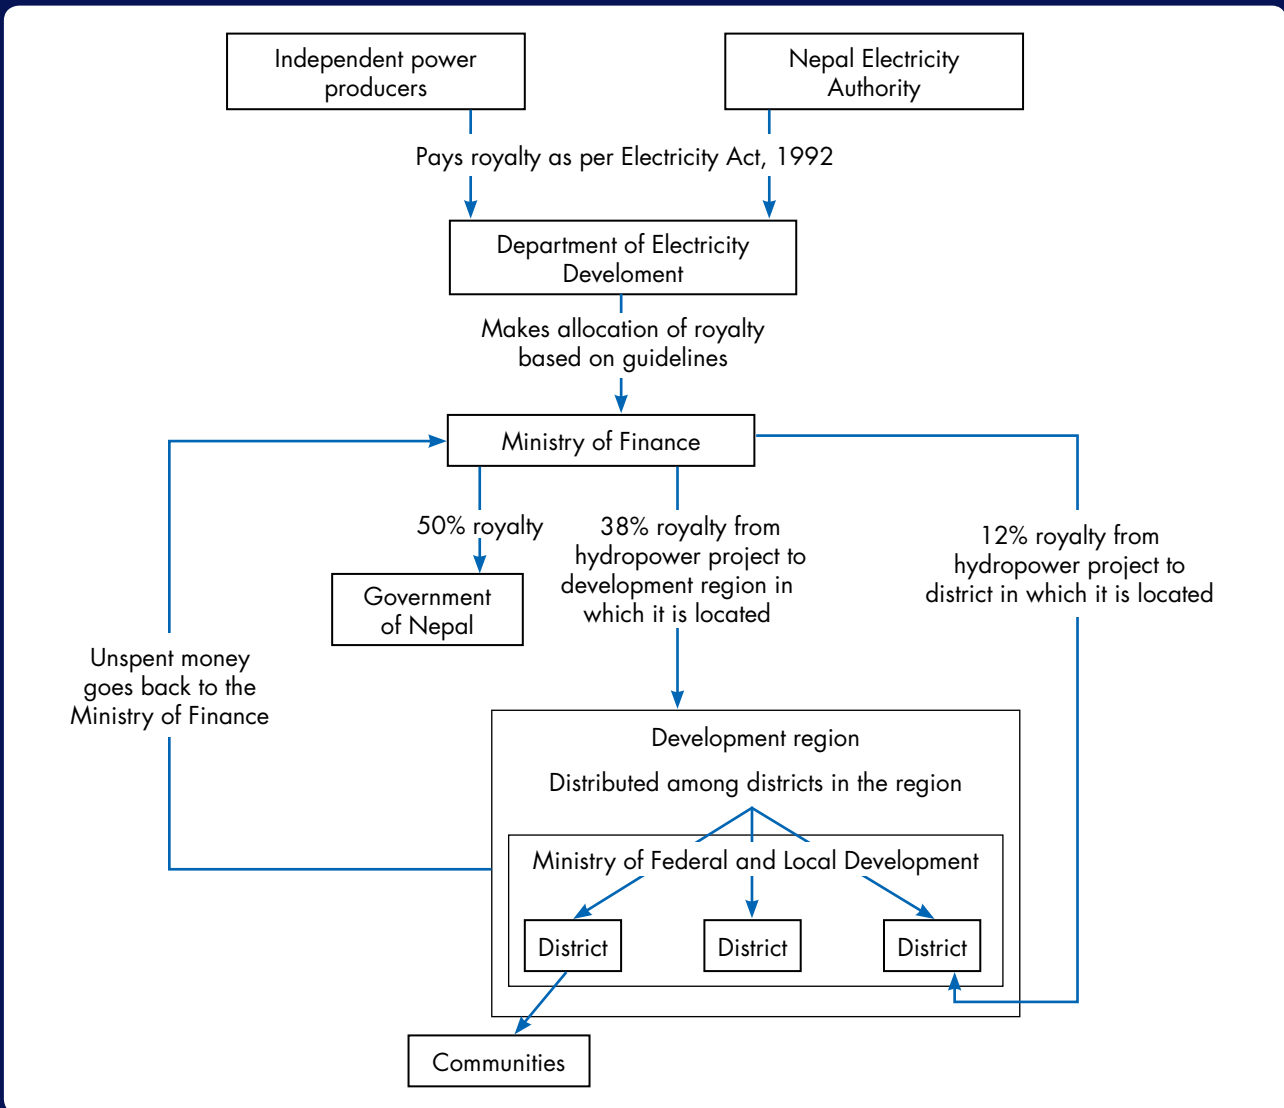 Independent power
producers
Nepal Electricity
Authority
Pays royalty as per Electricity Act, 1992
Department of Electricity
Develoment
Makes allocation of royalty
based on guidelines
Ministry of Finance
50% royalty
38% royalty from
hydropower project to
development region in
which it is located
12% royalty from
hydropower project to
district in which it is located
Government
of Nepal
Unspent money
goes back to the
Ministry of Finance
Development region
Distributed among districts in the region
Ministry of Federal and Local Development
District
District
District
Communities